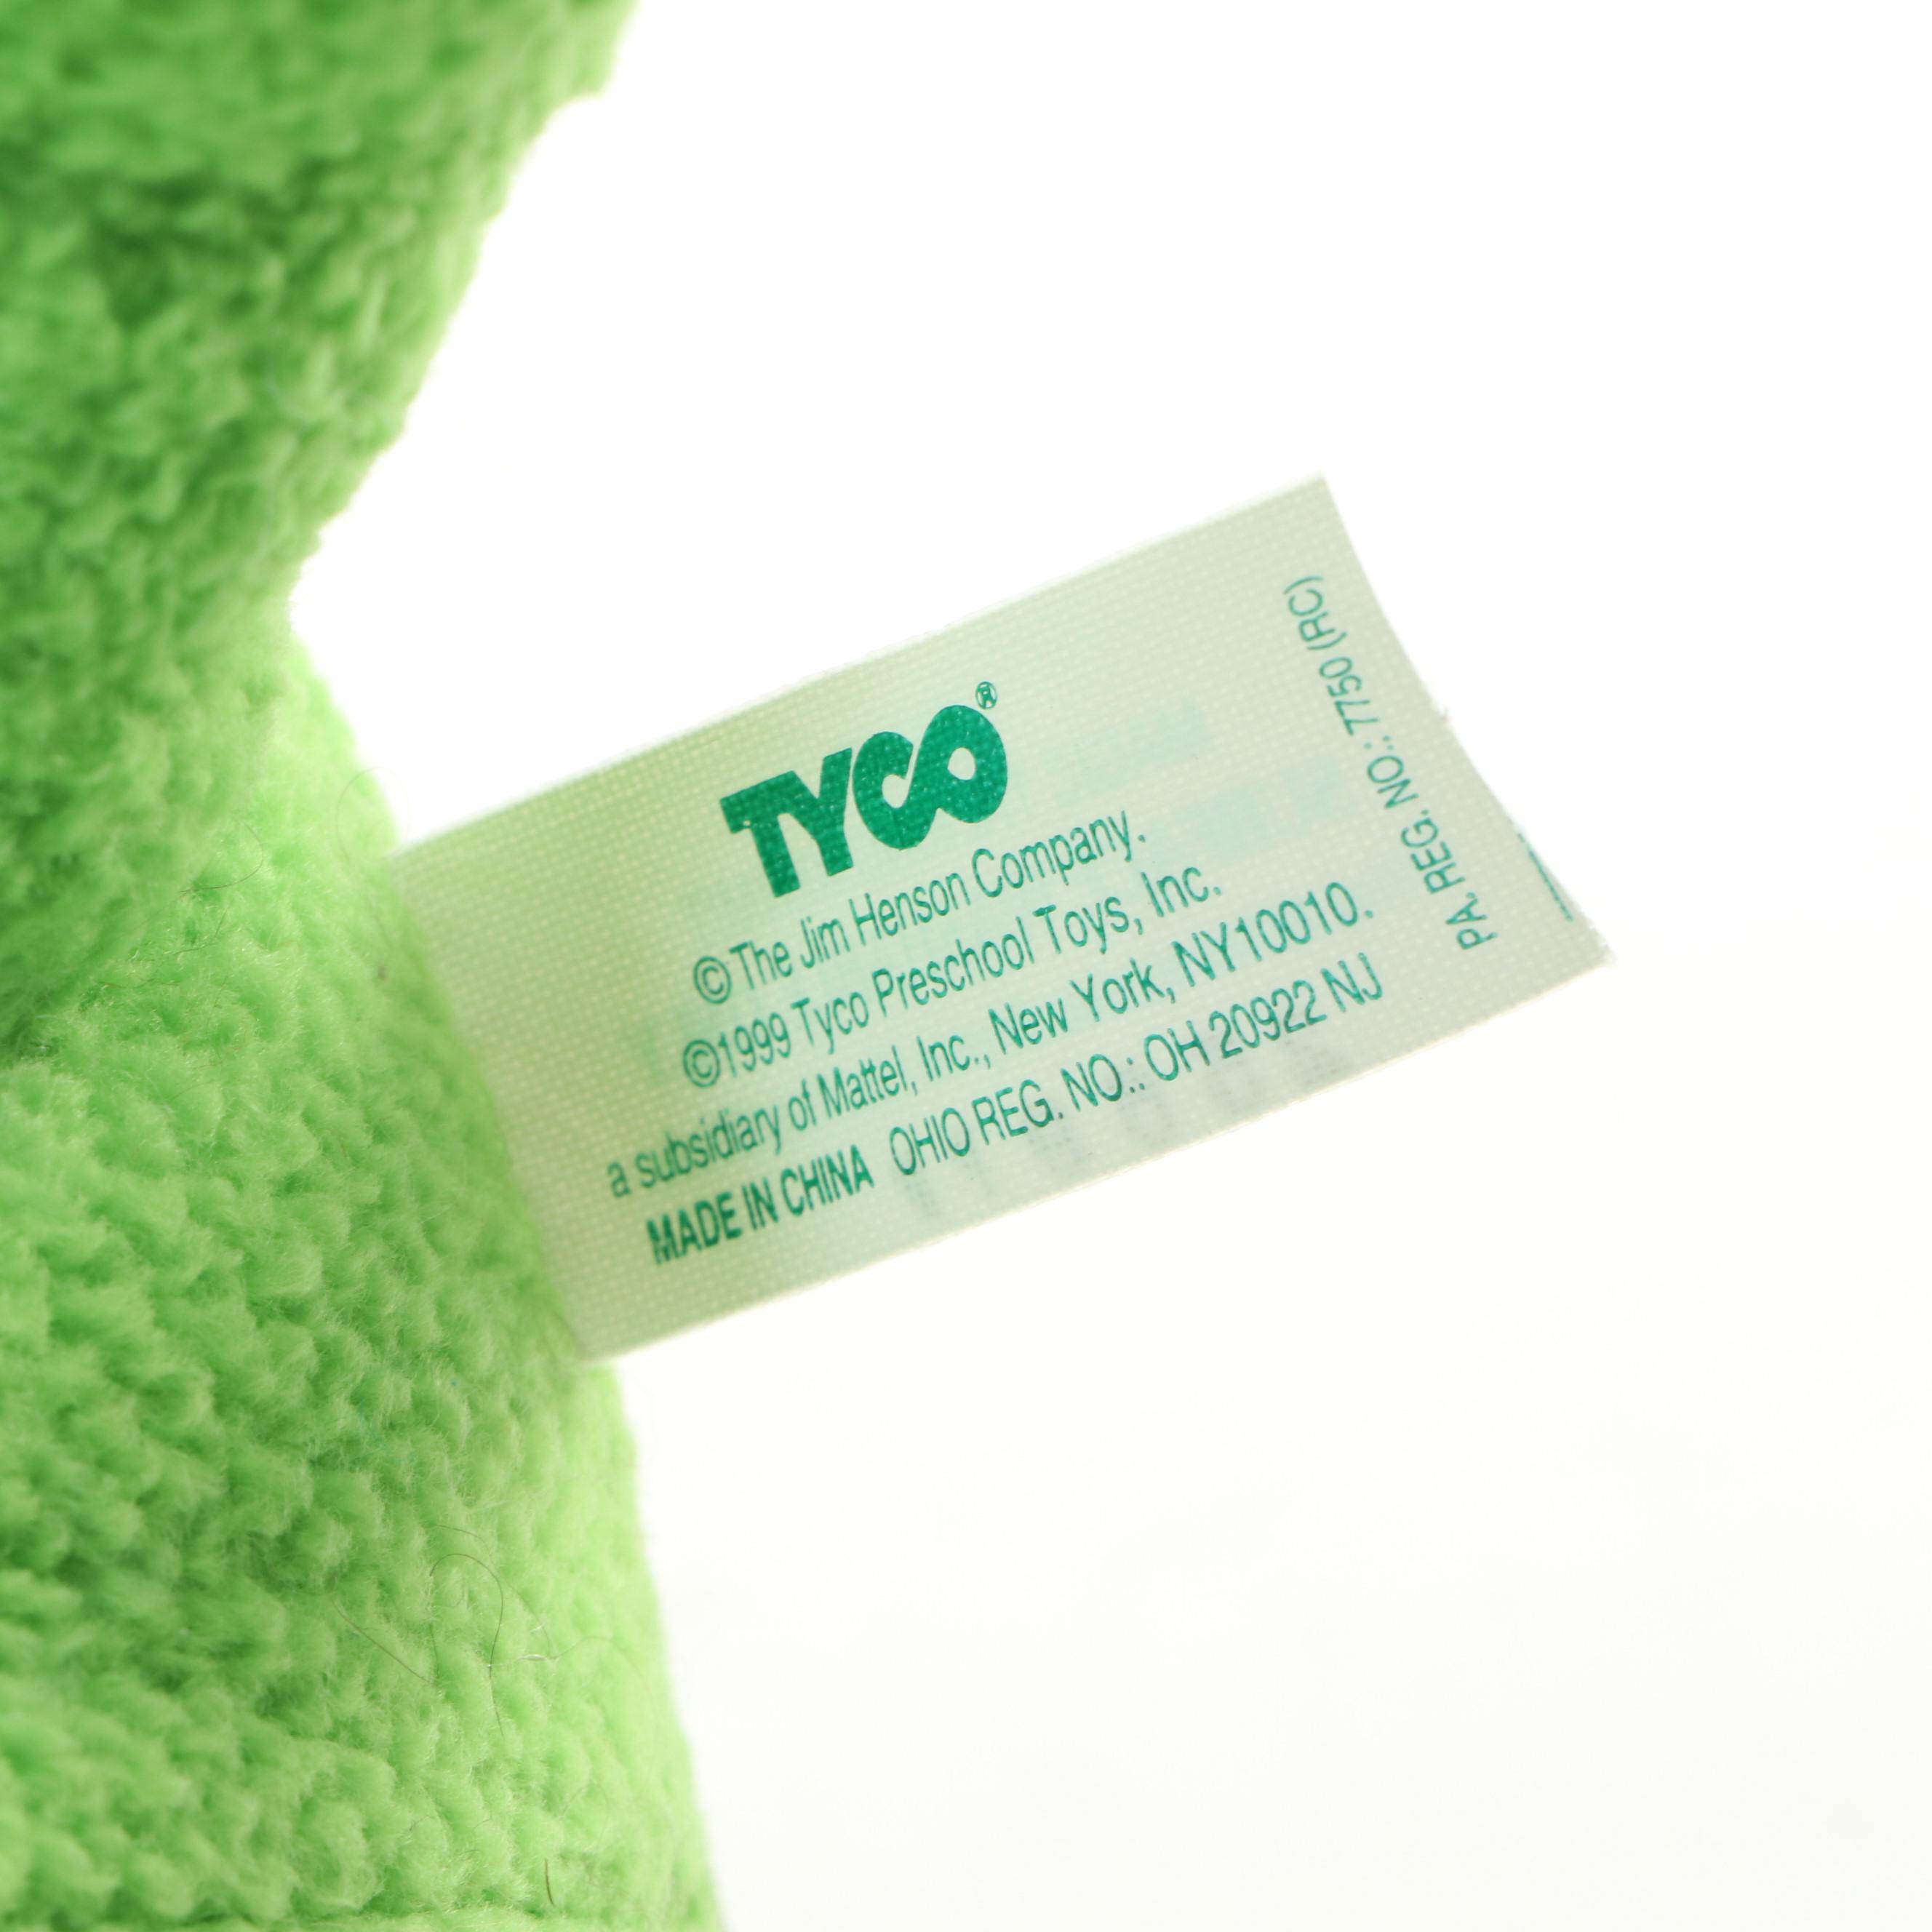 TYCO®
© The Jim Henson Company.
©1999 Tyco Preschool Toys, Inc.
a subsidiary of Mattel, Inc., New York, NY10010.
MADE IN CHINA OHIO REG. NO.: OH 20922 NJ
PA. REG. NO.: 7750 (RC)